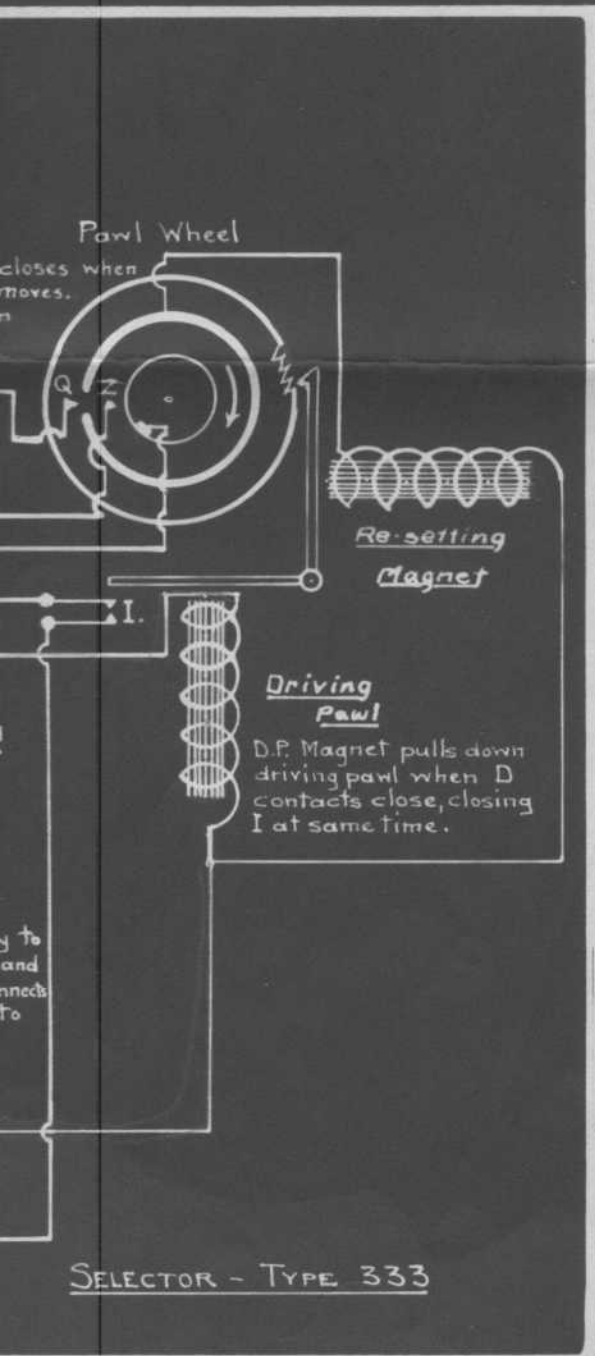 Pawl Wheel
closes when
moves.
Q Z
Re-setting
Magnet
I.
Driving
Pawl
D.P. Magnet pulls down
driving pawl when D
contacts close, closing
I at same time.
to
and
to
SELECTOR - TYPE 333